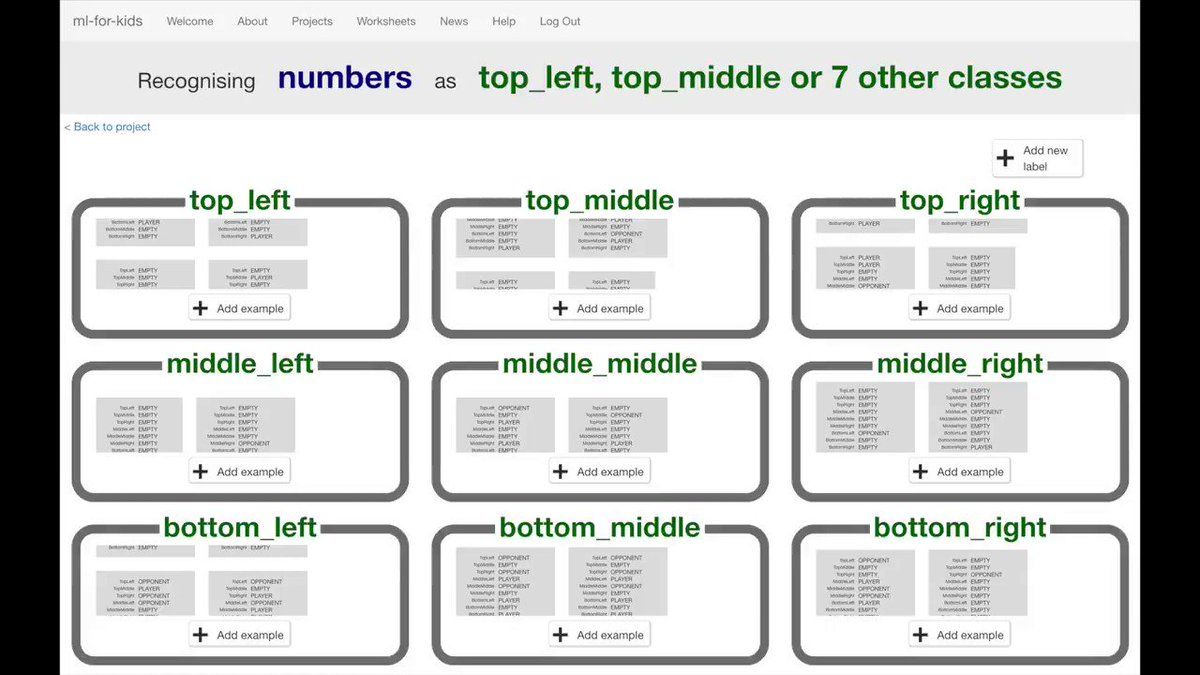 ml-for-kids Welcome About Projects Worksheets News Help Log Out
Recognising numbers as top_left, top_middle or 7 other classes
< Back to project
Add new
label
top_left
BottomLeft PLAYER
BottomMiddle EMPTY
BottomRight EMPTY
BottomLeft EMPTY
BottomMiddle EMPTY
BottomRight PLAYER
TopLeft EMPTY
TopMiddle EMPTY
TopRight EMPTY
TopLeft EMPTY
TopMiddle PLAYER
TopRight EMPTY
Add example
top_middle
MiddleMiddle EMPTY
MiddleRight EMPTY
BottomLeft EMPTY
BottomMiddle EMPTY
BottomRight PLAYER
MiddleMiddle PLAYER
MiddleRight EMPTY
BottomLeft OPPONENT
BottomMiddle PLAYER
BottomRight EMPTY
TopLeft EMPTY
TopMiddle EMPTY
TopLeft EMPTY
TopMiddle EMPTY
Add example
top_right
BottomRight PLAYER
BottomRight EMPTY
TopLeft PLAYER
TopMiddle PLAYER
TopRight EMPTY
MiddleLeft EMPTY
MiddleMiddle OPPONENT
TopLeft EMPTY
TopMiddle EMPTY
TopRight EMPTY
MiddleLeft EMPTY
MiddleMiddle EMPTY
Add example
middle_left
TopLeft EMPTY
TopMiddle EMPTY
TopRight EMPTY
MiddleLeft EMPTY
MiddleMiddle EMPTY
MiddleRight EMPTY
BottomLeft EMPTY
TopLeft EMPTY
TopMiddle EMPTY
TopRight EMPTY
MiddleLeft EMPTY
MiddleMiddle EMPTY
MiddleRight OPPONENT
BottomLeft EMPTY
Add example
middle_middle
TopLeft OPPONENT
TopMiddle EMPTY
TopRight PLAYER
MiddleLeft EMPTY
MiddleMiddle EMPTY
MiddleRight PLAYER
BottomLeft EMPTY
TopLeft EMPTY
TopMiddle OPPONENT
TopRight EMPTY
MiddleLeft EMPTY
MiddleMiddle EMPTY
MiddleRight PLAYER
BottomLeft EMPTY
Add example
middle_right
TopLeft EMPTY
TopMiddle EMPTY
TopRight EMPTY
MiddleLeft EMPTY
MiddleMiddle EMPTY
MiddleRight EMPTY
BottomLeft OPPONENT
BottomMiddle EMPTY
BottomRight EMPTY
TopLeft EMPTY
TopMiddle EMPTY
TopRight EMPTY
MiddleLeft OPPONENT
MiddleMiddle EMPTY
MiddleRight EMPTY
BottomLeft EMPTY
BottomMiddle EMPTY
BottomRight PLAYER
Add example
bottom_left
BottomRight EMPTY
BottomRight EMPTY
TopLeft OPPONENT
TopMiddle PLAYER
TopRight OPPONENT
MiddleLeft OPPONENT
MiddleMiddle EMPTY
MiddleRight PLAYER
TopLeft OPPONENT
TopMiddle EMPTY
TopRight PLAYER
MiddleLeft OPPONENT
MiddleMiddle PLAYER
MiddleRight EMPTY
Add example
bottom_middle
TopLeft OPPONENT
TopMiddle EMPTY
TopRight OPPONENT
MiddleLeft PLAYER
MiddleMiddle OPPONENT
MiddleRight EMPTY
BottomLeft PLAYER
BottomMiddle EMPTY
BottomRight PLAYER
TopLeft OPPONENT
TopMiddle EMPTY
TopRight OPPONENT
MiddleLeft PLAYER
MiddleMiddle EMPTY
MiddleRight EMPTY
BottomLeft PLAYER
BottomMiddle EMPTY
BottomRight PLAYER
Add example
bottom_right
TopLeft OPPONENT
TopMiddle EMPTY
TopRight EMPTY
MiddleLeft PLAYER
MiddleMiddle EMPTY
MiddleRight OPPONENT
BottomLeft PLAYER
BottomMiddle EMPTY
TopLeft EMPTY
TopMiddle EMPTY
TopRight OPPONENT
MiddleLeft EMPTY
MiddleMiddle PLAYER
MiddleRight EMPTY
BottomLeft EMPTY
BottomMiddle EMPTY
Add example